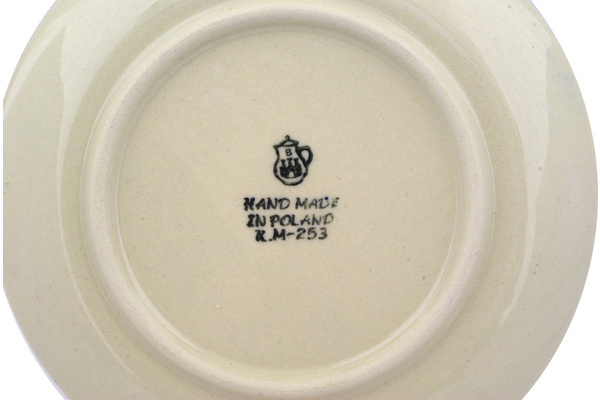 B
HAND MADE
IN POLAND
K.M-253